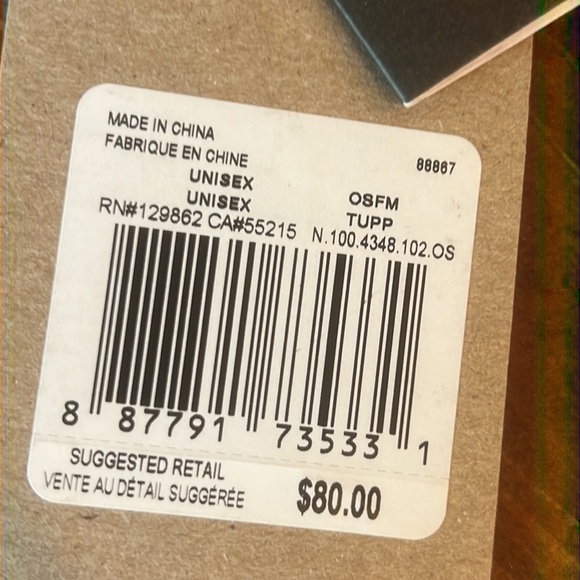 MADE IN CHINA
FABRIQUE EN CHINE
88867
UNISEX
UNISEX
OSFM
TUPP
RN#129862 CA#55215 N.100.4348.102.OS
8 87791 73533 1
SUGGESTED RETAIL
VENTE AU DÉTAIL SUGGÉRÉE
$80.00